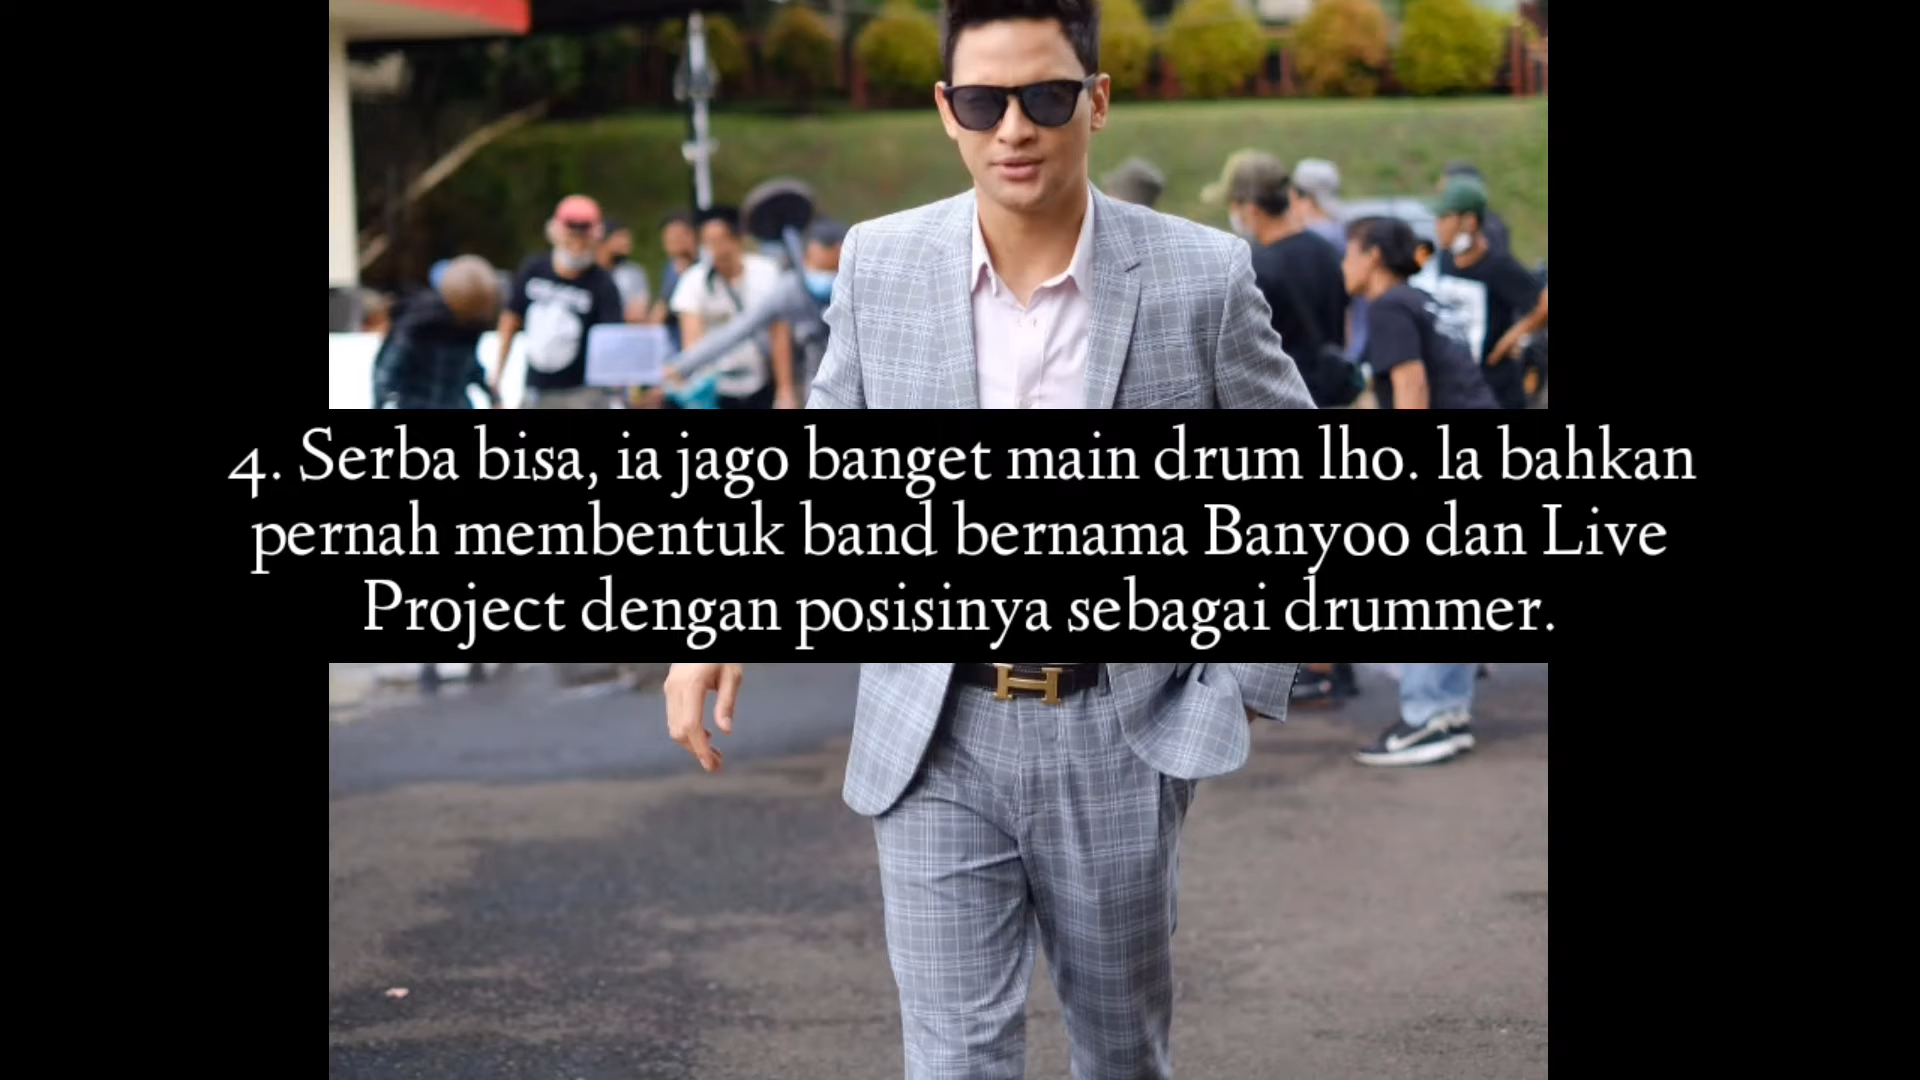 4. Serba bisa, ia jago banget main drum lho. la bahkan
pernah membentuk band bernama Banyoo dan Live
Project dengan posisinya sebagai drummer.